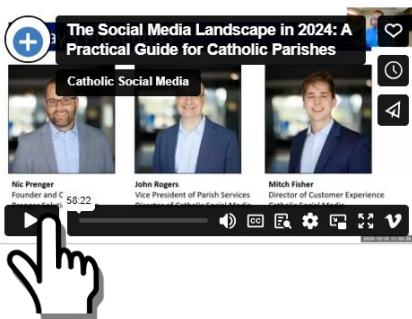 The Social Media Landscape in 2024: A
Practical Guide for Catholic Parishes
Catholic Social Media
Nic Prenger
John Rogers
Mitch Fisher
Founder and C
Vice President of Parish Services
Director of Customer Experience
58:22
CC